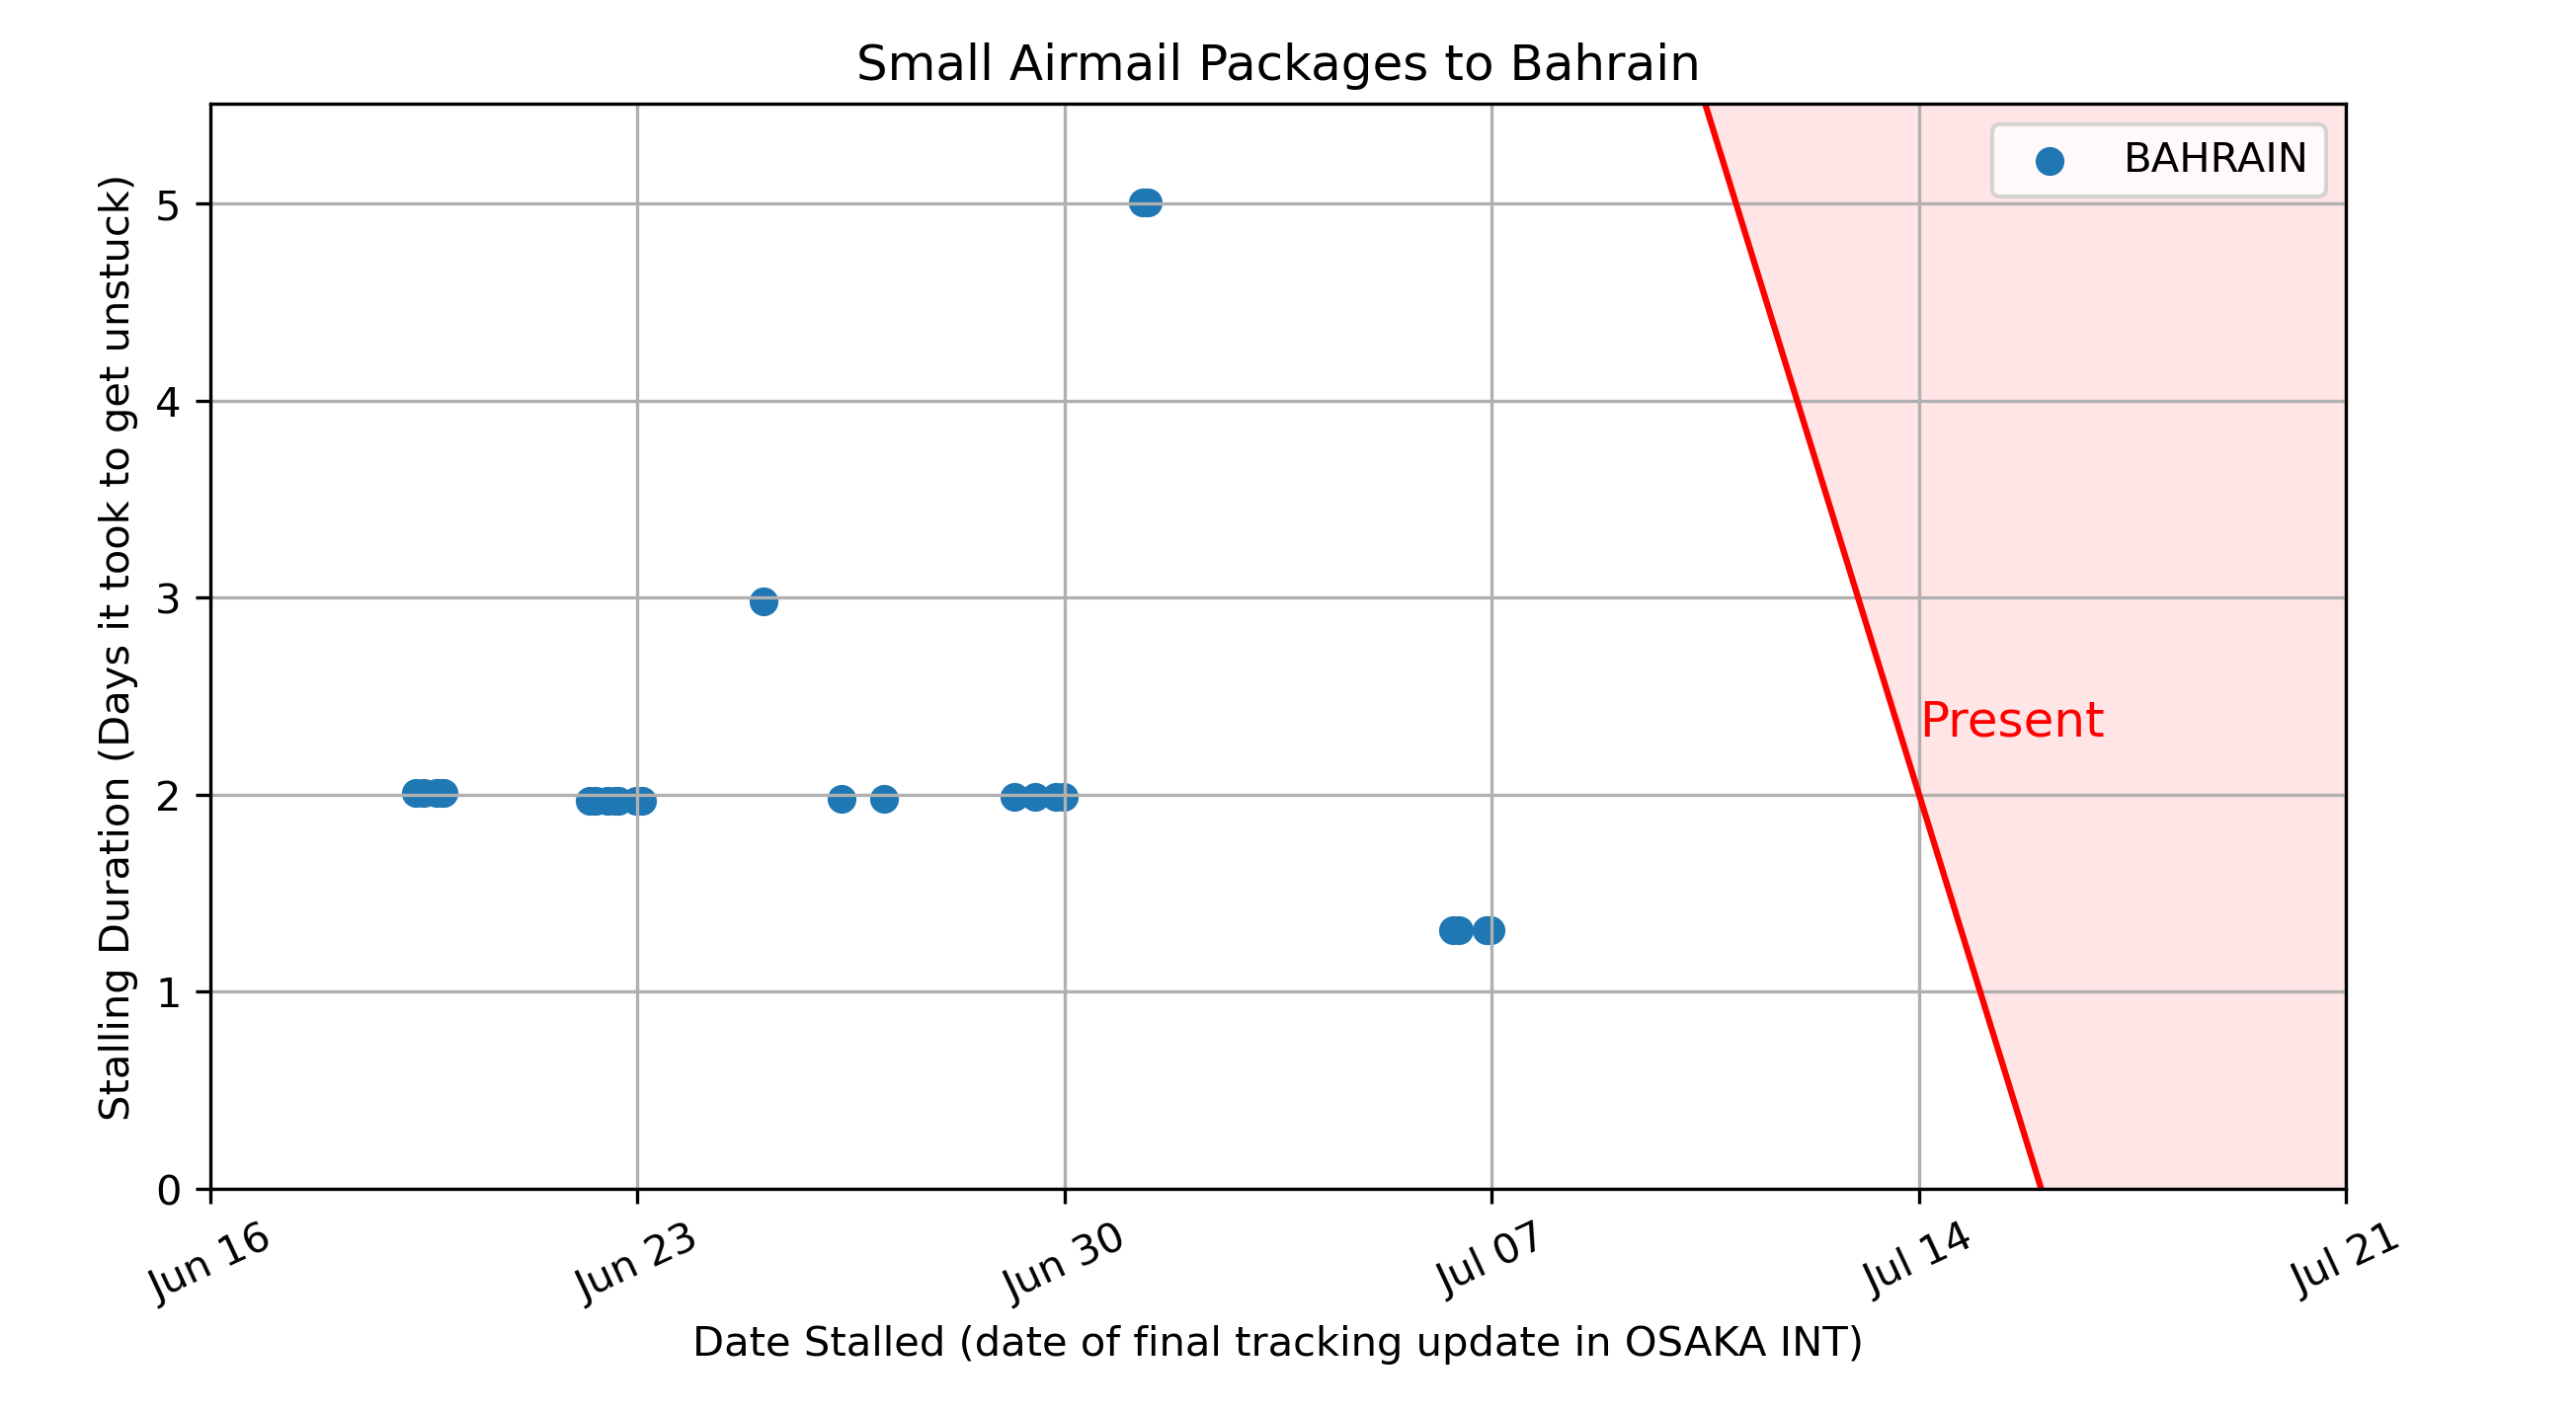 Small Airmail Packages to Bahrain
BAHRAIN
Stalling Duration (Days it took to get unstuck)
5
4
3
2
1
0
Present
Jun 16
Jun 23
Jun 30
Jul 07
Jul 14
Jul 21
Date Stalled (date of final tracking update in OSAKA INT)